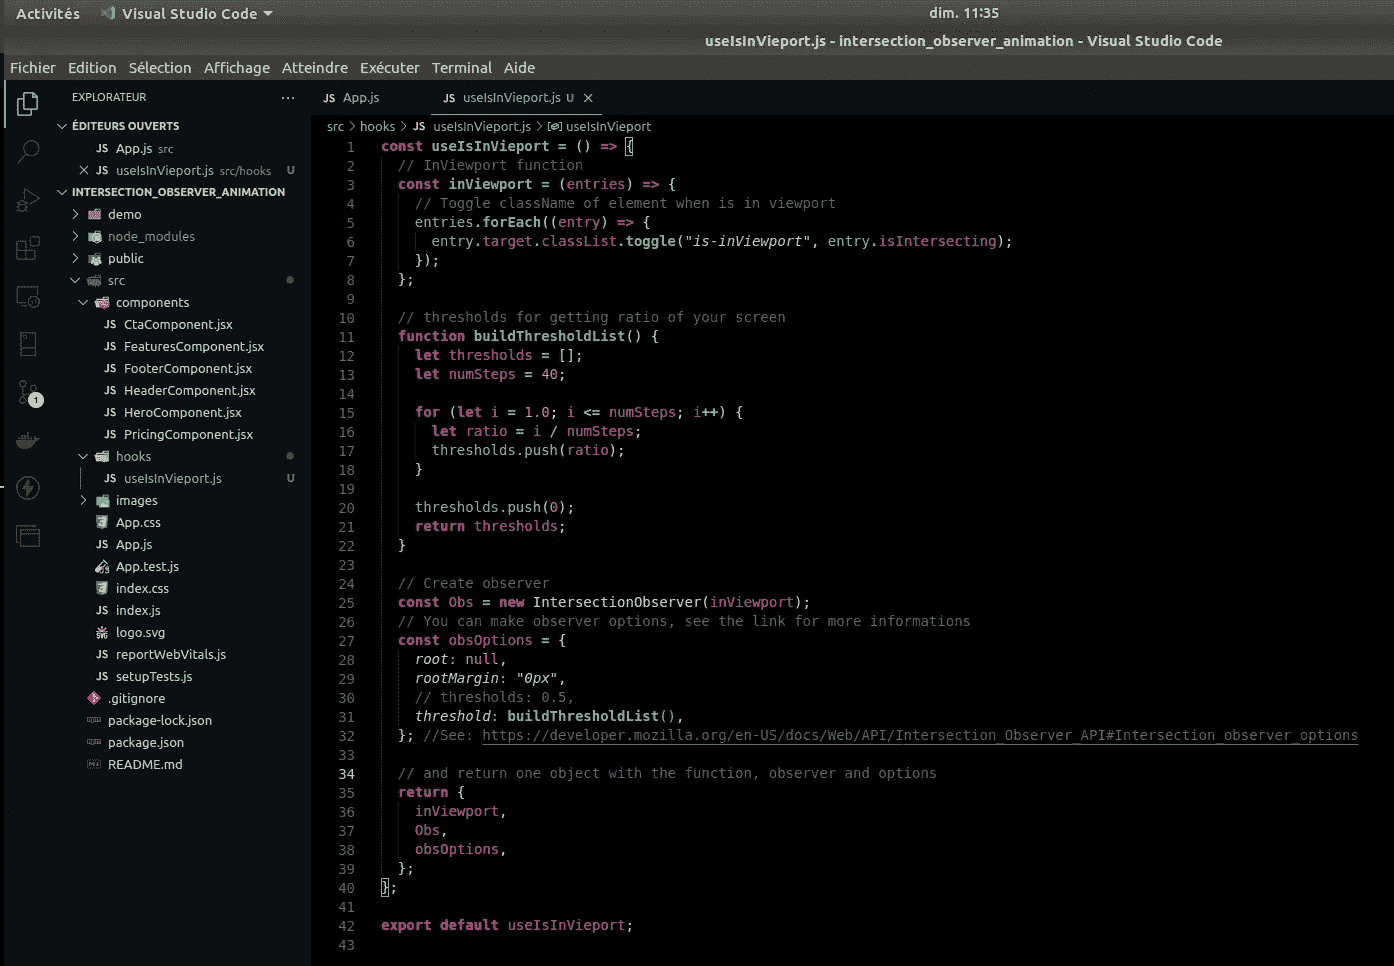 Activités Visual Studio Code dim. 11:35
useIsInVieport.js - intersection_observer_animation - Visual Studio Code
Fichier Edition Sélection Affichage Atteindre Exécuter Terminal Aide
EXPLORATEUR ...
ÉDITEURS OUVERTS
JS App.js src
JS useIsInVieport.js src/hooks U
INTERSECTION_OBSERVER_ANIMATION
demo
node_modules
public
src
components
JS CtaComponent.jsx
JS FeaturesComponent.jsx
JS FooterComponent.jsx
JS HeaderComponent.jsx
JS HeroComponent.jsx
JS PricingComponent.jsx
hooks
JS useIsInVieport.js U
images
App.css
JS App.js
App.test.js
index.css
JS index.js
logo.svg
JS reportWebVitals.js
JS setupTests.js
.gitignore
package-lock.json
package.json
README.md
1
JS App.js JS useIsInVieport.js U
src > hooks > JS useIsInVieport.js > useIsInVieport
1 const useIsInVieport = () => {
2 // InViewport function
3 const inViewport = (entries) => {
4 // Toggle className of element when is in viewport
5 entries.forEach((entry) => {
6 entry.target.classList.toggle("is-inViewport", entry.isIntersecting);
7 });
8 };
9
10 // thresholds for getting ratio of your screen
11 function buildThresholdList() {
12 let thresholds = [];
13 let numSteps = 40;
14
15 for (let i = 1.0; i <= numSteps; i++) {
16 let ratio = i / numSteps;
17 thresholds.push(ratio);
18 }
19
20 thresholds.push(0);
21 return thresholds;
22 }
23
24 // Create observer
25 const Obs = new IntersectionObserver(inViewport);
26 // You can make observer options, see the link for more informations
27 const obsOptions = {
28 root: null,
29 rootMargin: "0px",
30 // thresholds: 0.5,
31 threshold: buildThresholdList(),
32 }; //See: https://developer.mozilla.org/en-US/docs/Web/API/Intersection_Observer_API#Intersection_observer_options
33
34 // and return one object with the function, observer and options
35 return {
36 inViewport,
37 Obs,
38 obsOptions,
39 };
40 };
41
42 export default useIsInVieport;
43